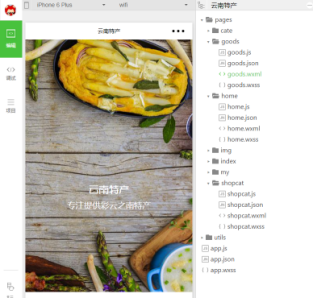 iPhone 6 Plus
wifi
云南特产
编辑
调试
项目
云南特产
专注提供彩云之南特产
云南特产
pages
cate
goods
goods.js
goods.json
goods.wxml
goods.wxss
home
home.js
home.json
home.wxml
home.wxss
img
index
my
shopcat
shopcat.js
shopcat.json
shopcat.wxml
shopcat.wxss
utils
app.js
app.json
app.wxss